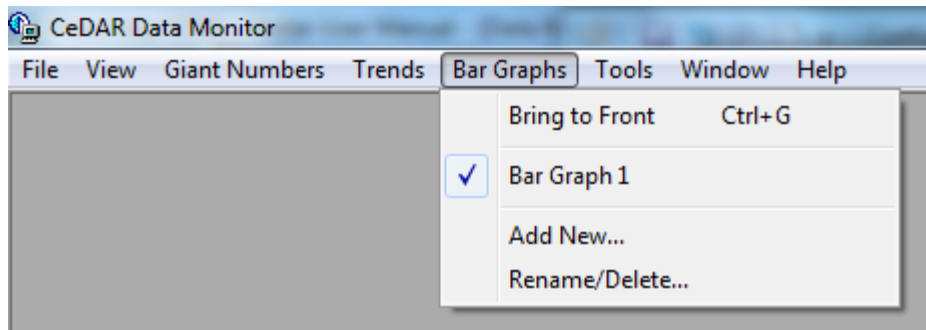 CeDAR Data Monitor
File View Giant Numbers Trends Bar Graphs Tools Window Help
Bring to Front Ctrl+G
Bar Graph 1
Add New...
Rename/Delete...